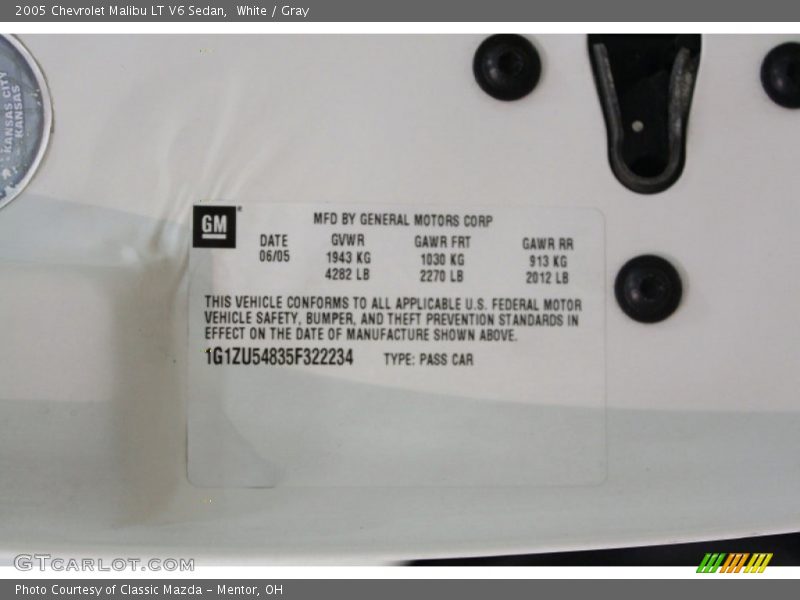 2005 Chevrolet Malibu LT V6 Sedan, White / Gray
KANSAS CITY
KANSAS
GM
MFD BY GENERAL MOTORS CORP
DATE GVWR GAWR FRT GAWR RR
06/05 1943 KG 1030 KG 913 KG
4282 LB 2270 LB 2012 LB
THIS VEHICLE CONFORMS TO ALL APPLICABLE U.S. FEDERAL MOTOR
VEHICLE SAFETY, BUMPER, AND THEFT PREVENTION STANDARDS IN
EFFECT ON THE DATE OF MANUFACTURE SHOWN ABOVE.
1G1ZU54835F322234 TYPE: PASS CAR
GTCARLOT.COM
Photo Courtesy of Classic Mazda - Mentor, OH